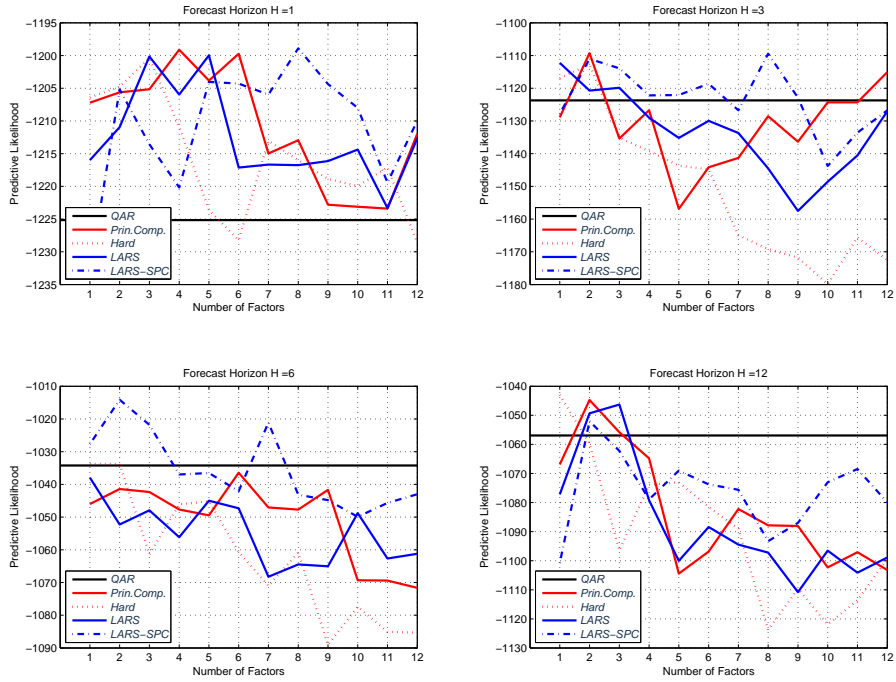 Forecast Horizon H =1
Predictive Likelihood
−1195
−1200
−1205
−1210
−1215
−1220
−1225
−1230
−1235
QAR
Prin.Comp.
Hard
LARS
LARS−SPC
1 2 3 4 5 6 7 8 9 10 11 12
Number of Factors
Forecast Horizon H =3
Predictive Likelihood
−1100
−1110
−1120
−1130
−1140
−1150
−1160
−1170
−1180
QAR
Prin.Comp.
Hard
LARS
LARS−SPC
1 2 3 4 5 6 7 8 9 10 11 12
Number of Factors
Forecast Horizon H =6
Predictive Likelihood
−1010
−1020
−1030
−1040
−1050
−1060
−1070
−1080
−1090
QAR
Prin.Comp.
Hard
LARS
LARS−SPC
1 2 3 4 5 6 7 8 9 10 11 12
Number of Factors
Forecast Horizon H =12
Predictive Likelihood
−1040
−1050
−1060
−1070
−1080
−1090
−1100
−1110
−1120
−1130
QAR
Prin.Comp.
Hard
LARS
LARS−SPC
1 2 3 4 5 6 7 8 9 10 11 12
Number of Factors